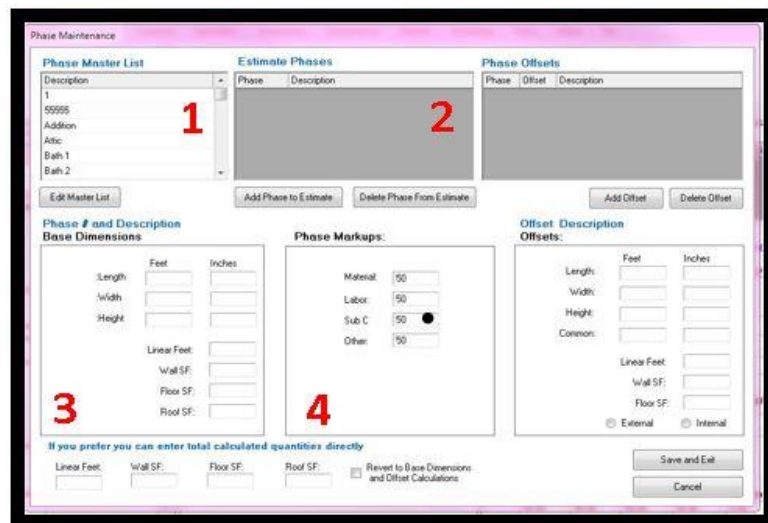 Phase Maintenance
Phase Master List
Description
1
55555
Addition
Attic
Bath 1
Bath 2
1
Edit Master List
Estimate Phases
Phase Description
2
Add Phase to Estimate Delete Phase From Estimate
Phase Offsets
Phase Offset Description
Add Offset Delete Offset
Phase # and Description
Base Dimensions
Feet Inches
:Length
:Width
:Height
Linear Feet:
Wall SF:
Floor SF:
Roof SF:
3
Phase Markups:
Material: 50
Labor: 50
Sub C 50
Other: 50
4
Offset Description
Offsets:
Feet Inches
Length:
Width:
Height:
Common:
Linear Feet:
Wall SF:
Floor SF:
External Internal
If you prefer you can enter total calculated quantities directly
Linear Feet: Wall SF: Floor SF: Roof SF:
Revert to Base Dimensions
and Offset Calculations
Save and Exit
Cancel